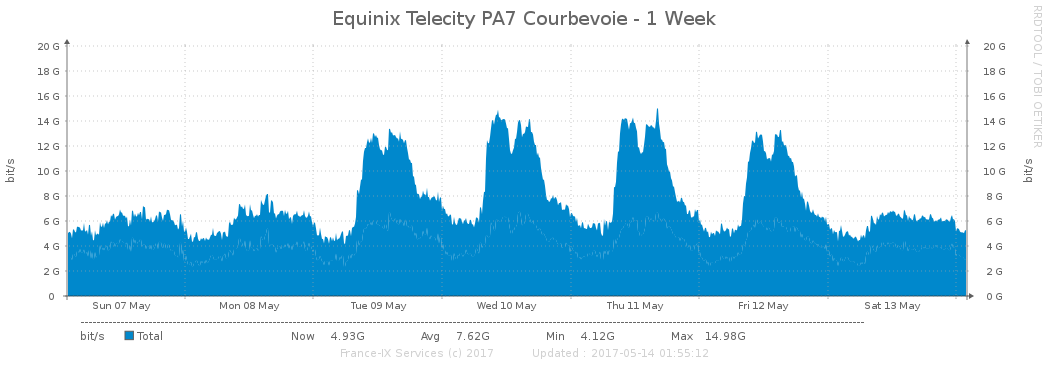 Equinix Telecity PA7 Courbevoie - 1 Week
RRDTOOL / TOBI OETIKER
bit/s
20 G 20 G
18 G 18 G
16 G 16 G
14 G 14 G
12 G 12 G
10 G 10 G
8 G 8 G
6 G 6 G
4 G 4 G
2 G 2 G
0 0 G
bit/s
Sun 07 May Mon 08 May Tue 09 May Wed 10 May Thu 11 May Fri 12 May Sat 13 May
bit/s Total Now 4.93G Avg 7.62G Min 4.12G Max 14.98G
France-IX Services (c) 2017 Updated : 2017-05-14 01:55:12